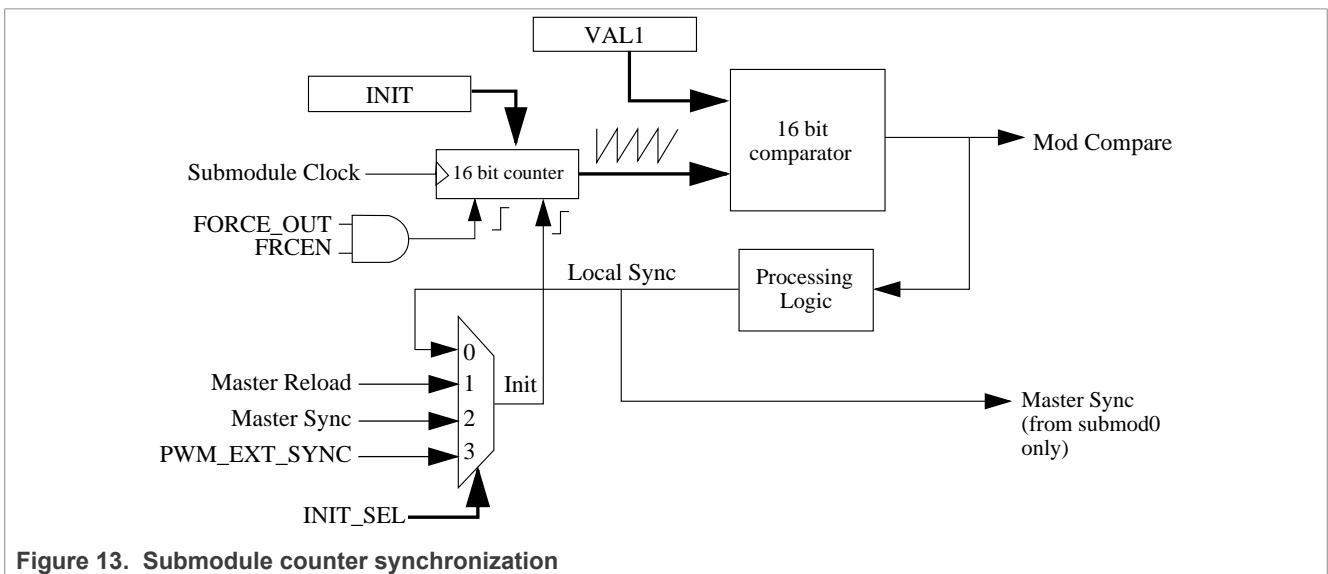 VAL1
INIT
16 bit
comparator
Mod Compare
Submodule Clock
16 bit counter
FORCE_OUT
FRCEN
Local Sync
Processing
Logic
0
Master Reload
1
Init
Master Sync
2
Master Sync
(from submod0
only)
PWM_EXT_SYNC
3
INIT_SEL
Figure 13. Submodule counter synchronization